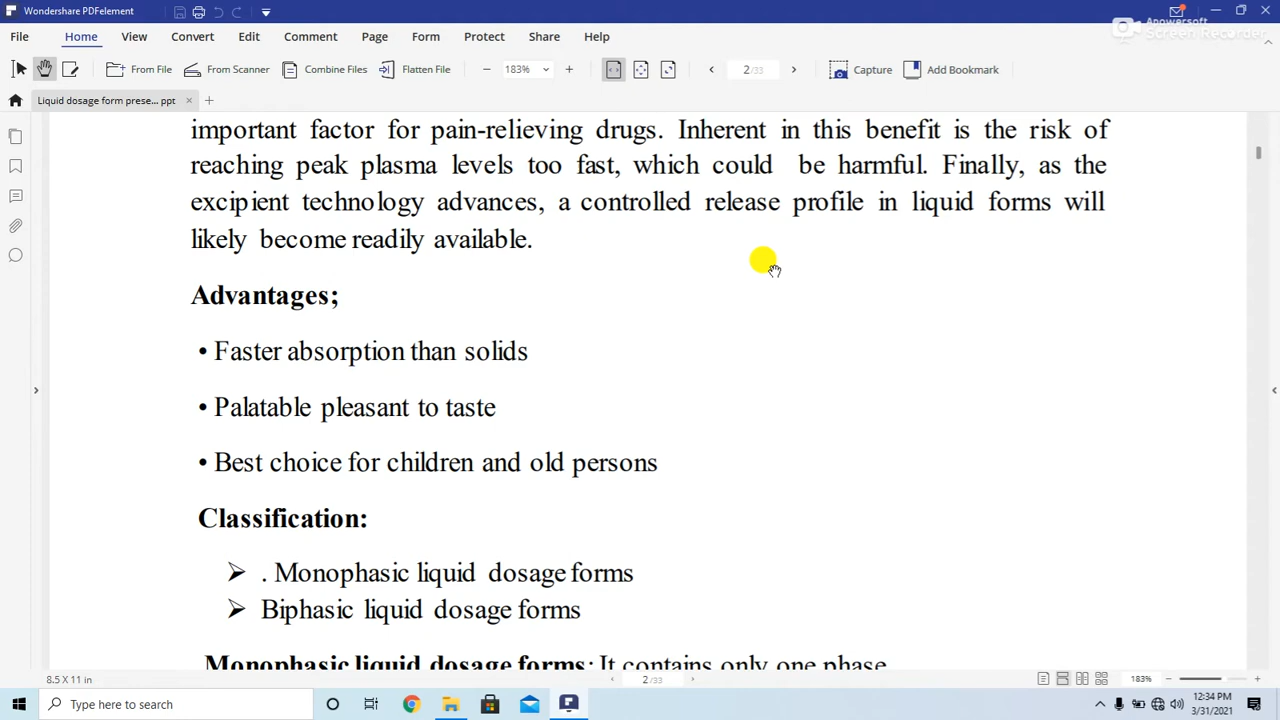 Wondershare PDFelement
Apowersoft
Screen Recorder
File Home View Convert Edit Comment Page Form Protect Share Help
From File From Scanner Combine Files Flatten File 183% 2/33 Capture Add Bookmark
Liquid dosage form prese... ppt
important factor for pain-relieving drugs. Inherent in this benefit is the risk of
reaching peak plasma levels too fast, which could be harmful. Finally, as the
excipient technology advances, a controlled release profile in liquid forms will
likely become readily available.
Advantages;
• Faster absorption than solids
• Palatable pleasant to taste
• Best choice for children and old persons
Classification:
➢ . Monophasic liquid dosage forms
➢ Biphasic liquid dosage forms
Monophasic liquid dosage forms: It contains only one phase
8.5 X 11 in 2/33 183%
Type here to search
12:34 PM
3/31/2021